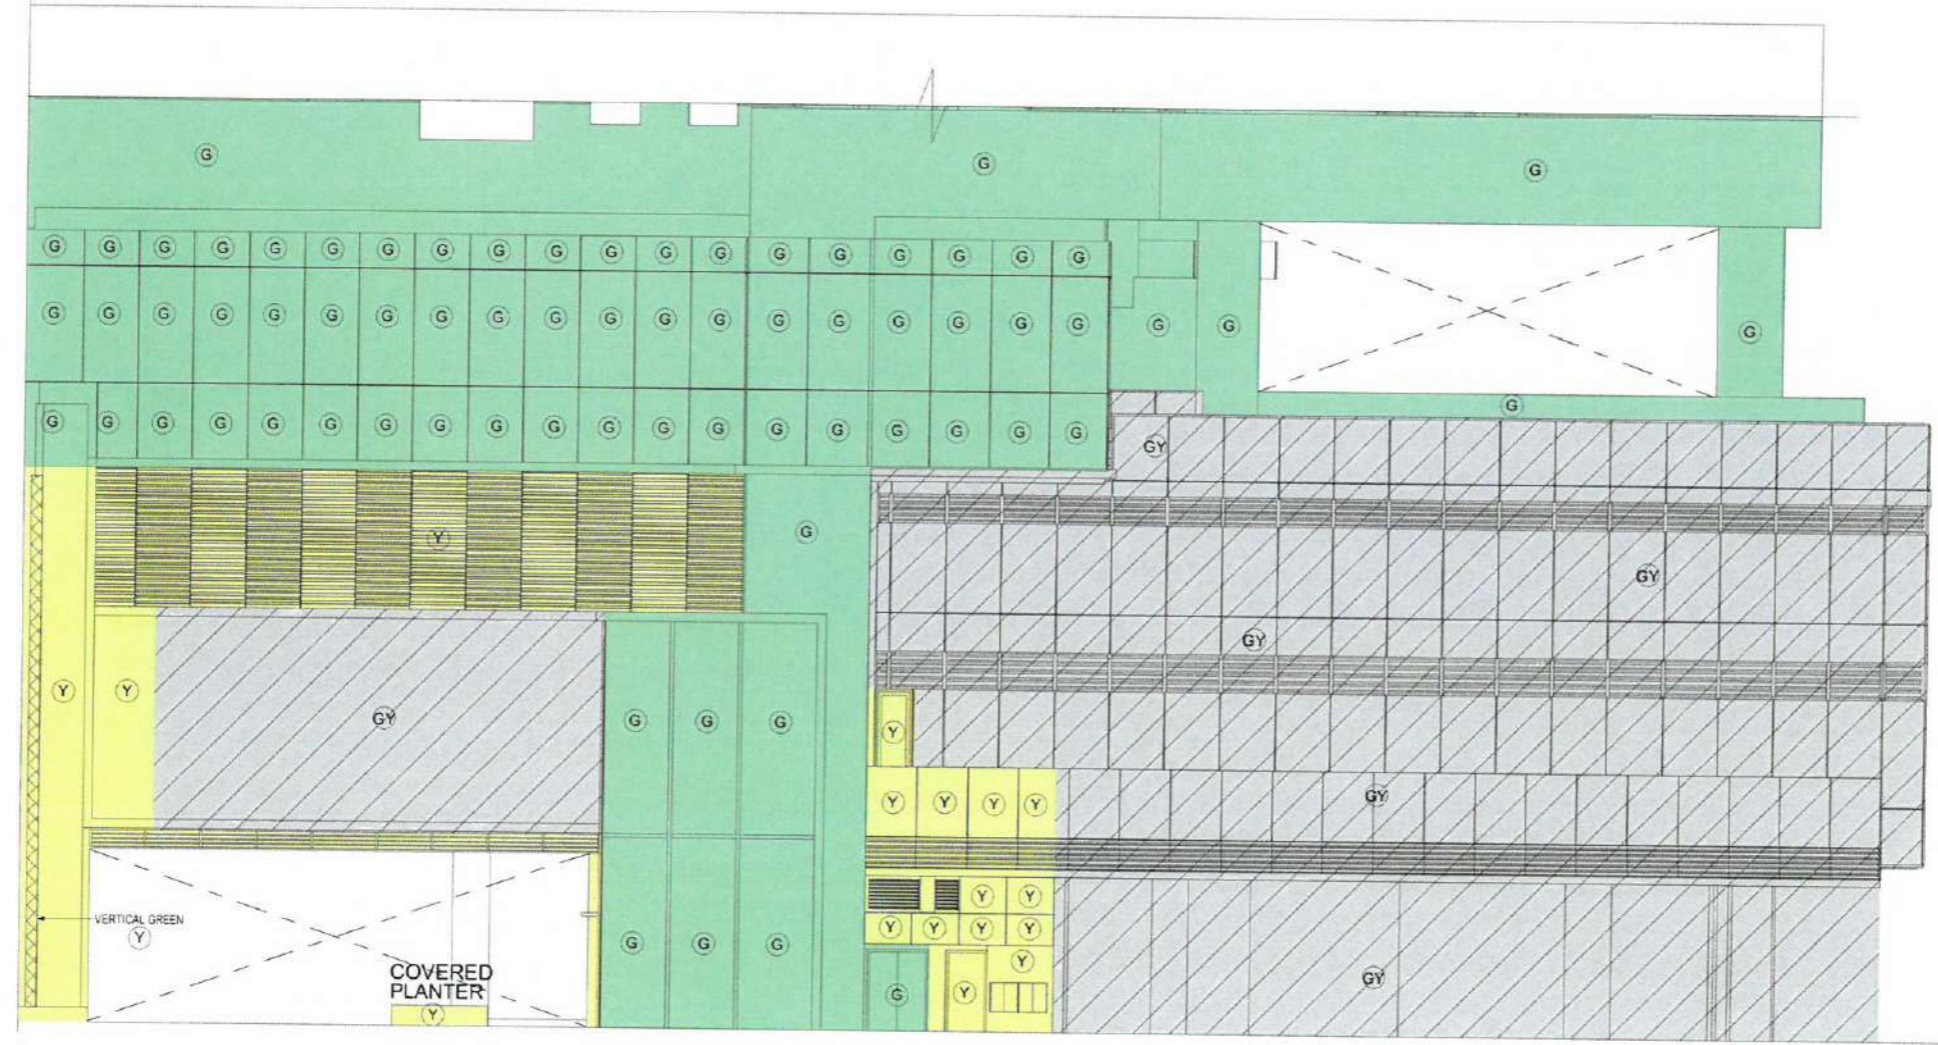 G G G
G G G G G G G G G G G G G G G G G G G
G G G G G G G G G G G G G G G G G G G G G G
G G G G G G G G G G G G G G G G G G G G
GY
Y G
GY
GY
Y Y GY G G G Y
Y Y Y Y GY
Y Y
VERTICAL GREEN
Y G G G Y Y Y Y
COVERED
PLANTER
Y G Y Y GY